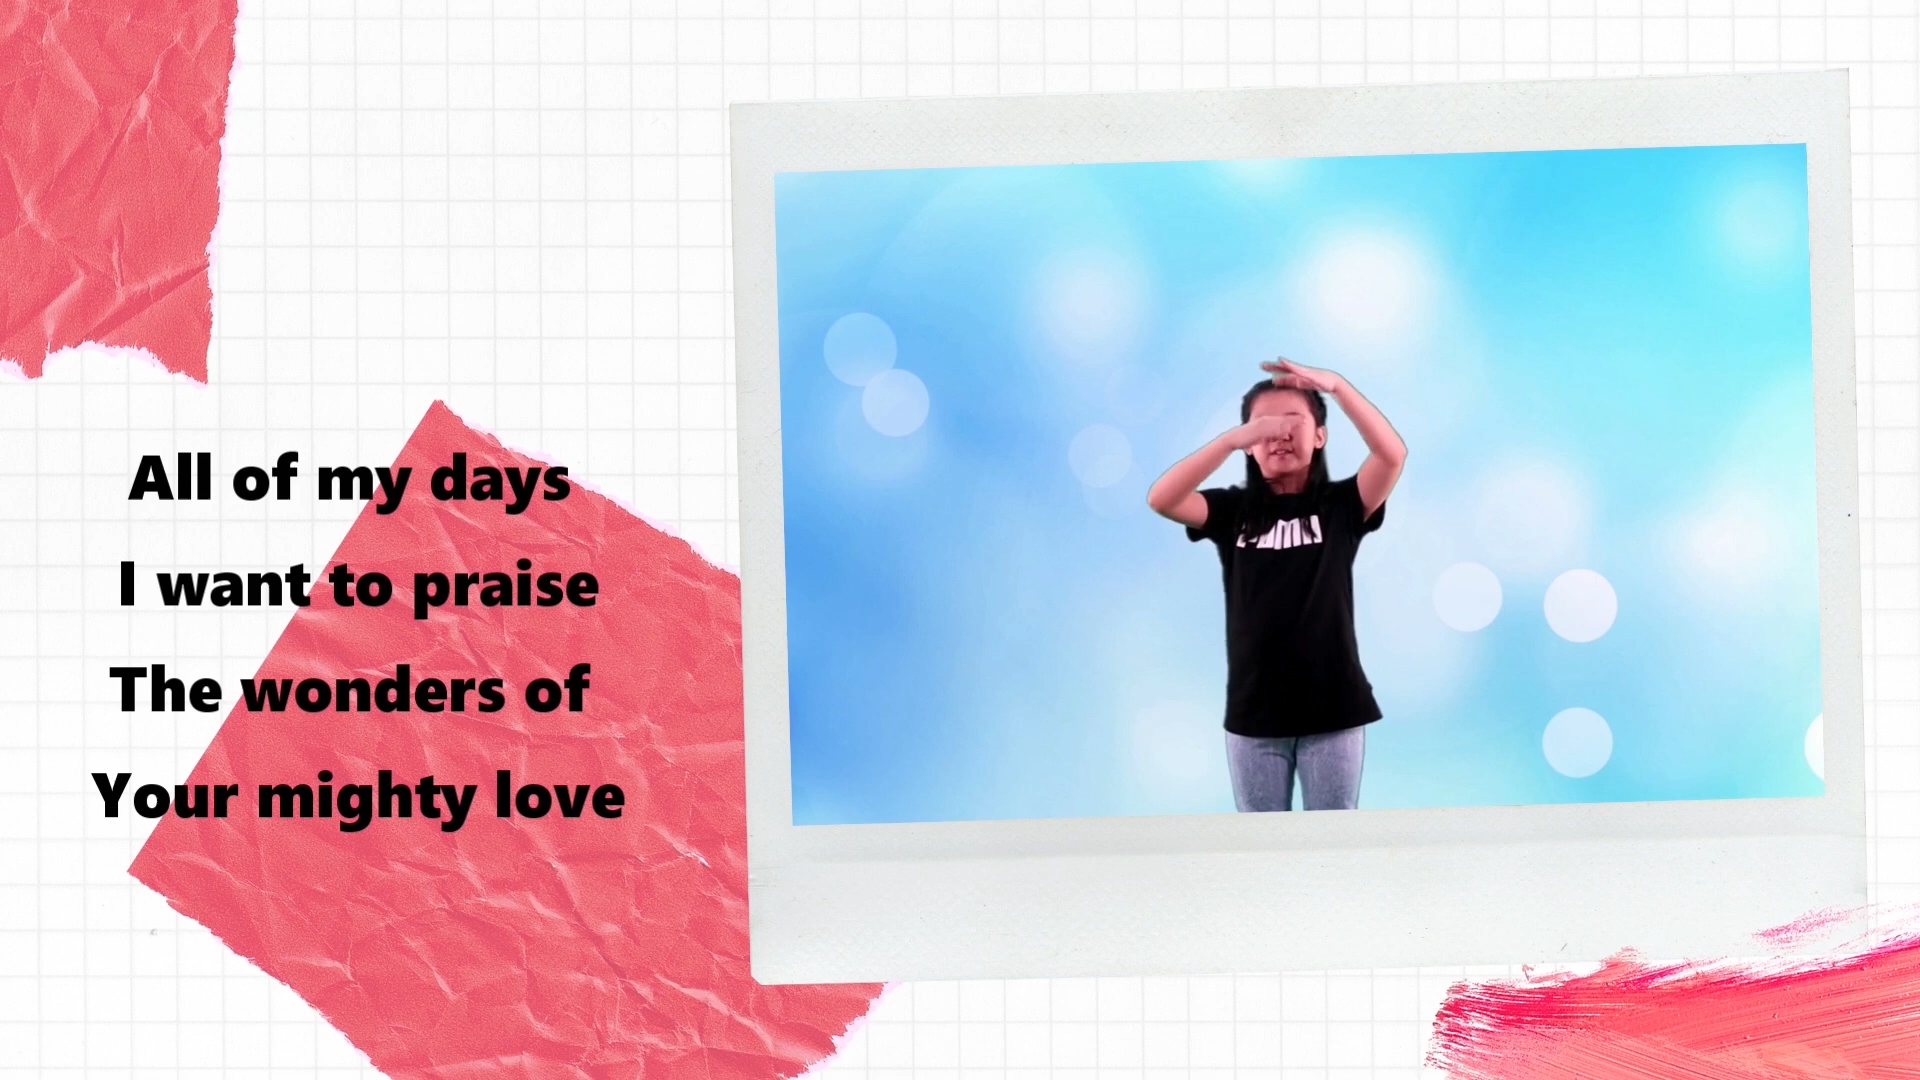 All of my days
I want to praise
The wonders of
Your mighty love